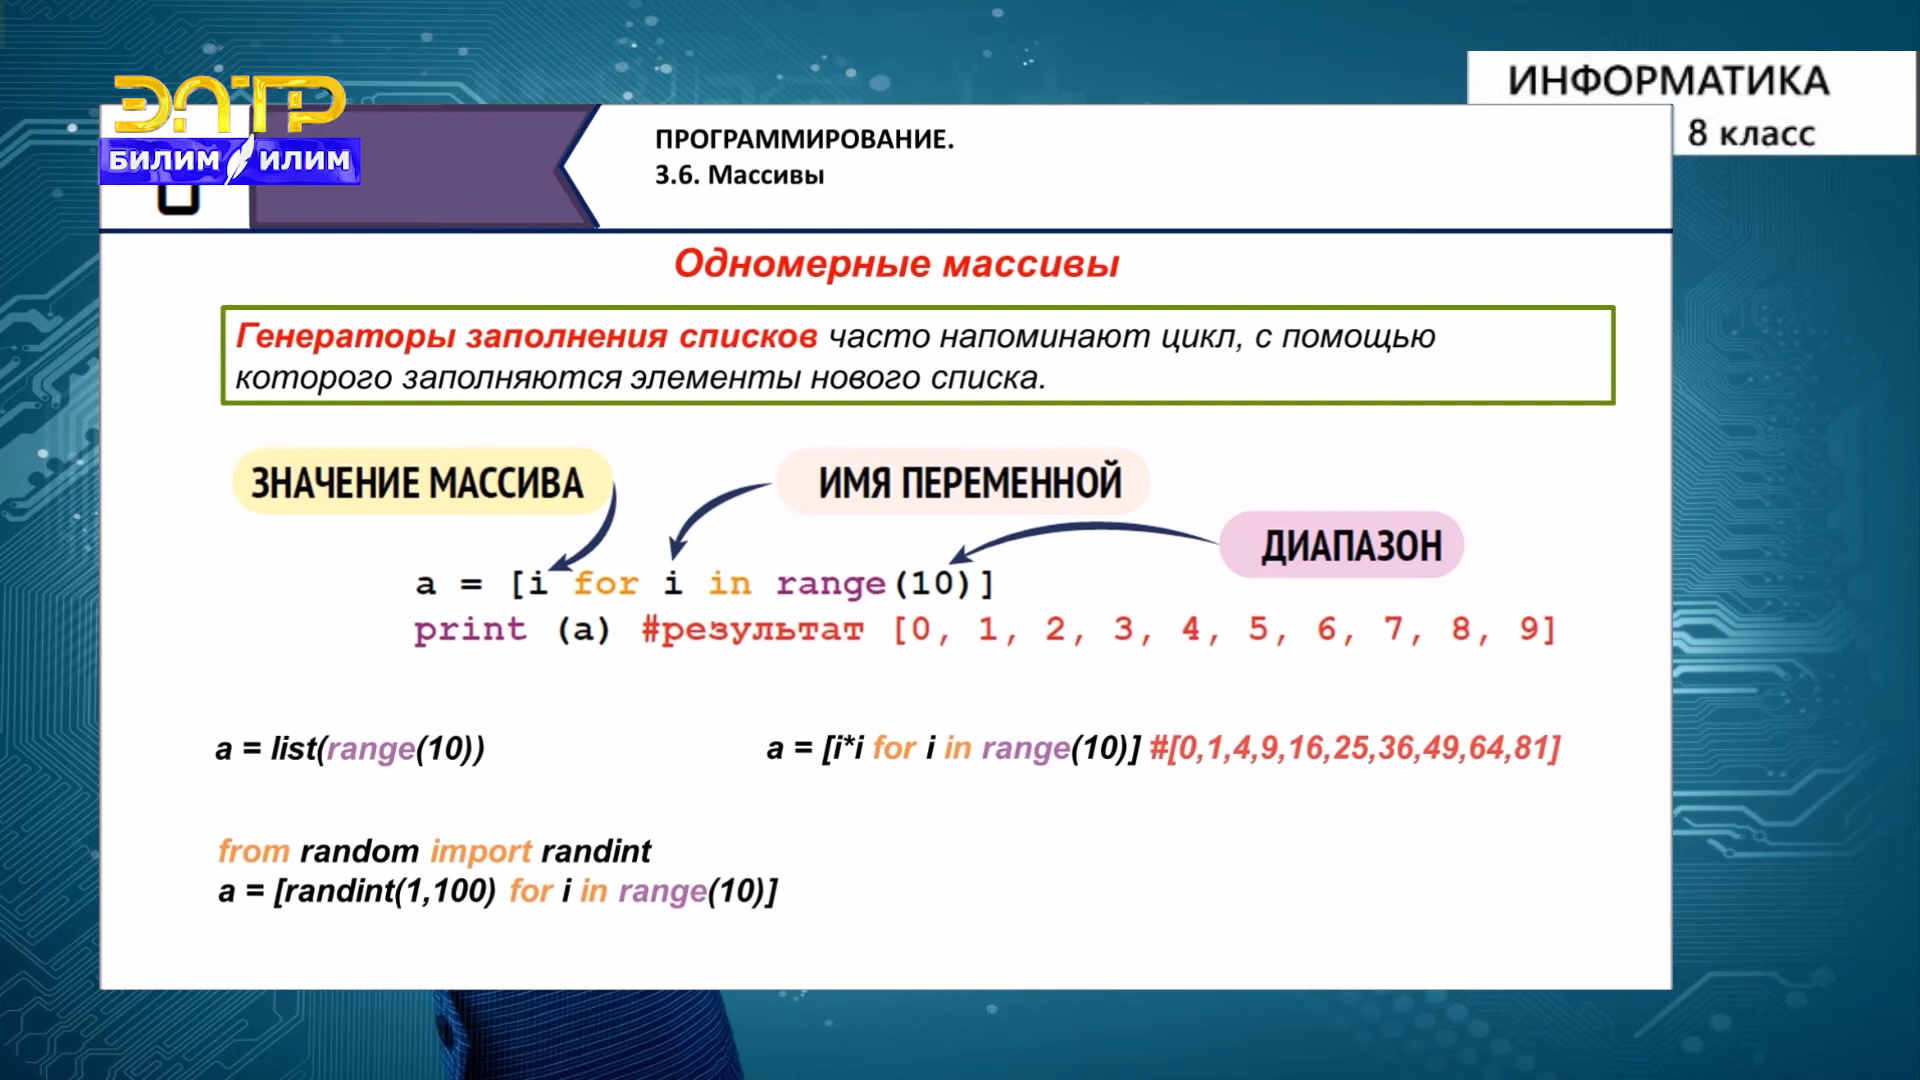 ЭЛТР
БИЛИМ ИЛИМ
ИНФОРМАТИКА
8 класс
ПРОГРАММИРОВАНИЕ.
3.6. Массивы
Одномерные массивы
Генераторы заполнения списков часто напоминают цикл, с помощью
которого заполняются элементы нового списка.
ЗНАЧЕНИЕ МАССИВА
ИМЯ ПЕРЕМЕННОЙ
ДИАПАЗОН
a = [i for i in range(10)]
print (a) #результат [0, 1, 2, 3, 4, 5, 6, 7, 8, 9]
a = list(range(10))
a = [i*i for i in range(10)] #[0,1,4,9,16,25,36,49,64,81]
from random import randint
a = [randint(1,100) for i in range(10)]